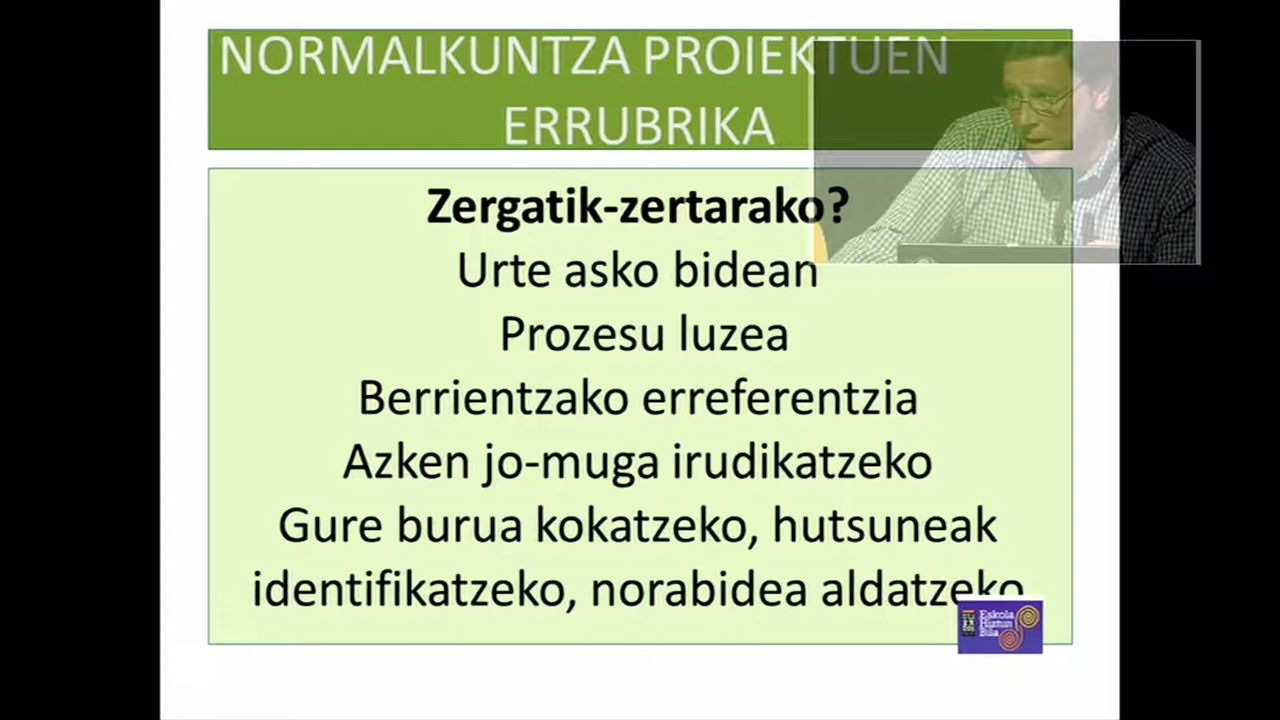 NORMALKUNTZA PROIEKTUEN
ERRUBRIKA
Zergatik-zertarako?
Urte asko bidean
Prozesu luzea
Berrientzako erreferentzia
Azken jo-muga irudikatzeko
Gure burua kokatzeko, hutsuneak
identifikatzeko, norabidea aldatzeko
Eskola
Hiztun
Bila